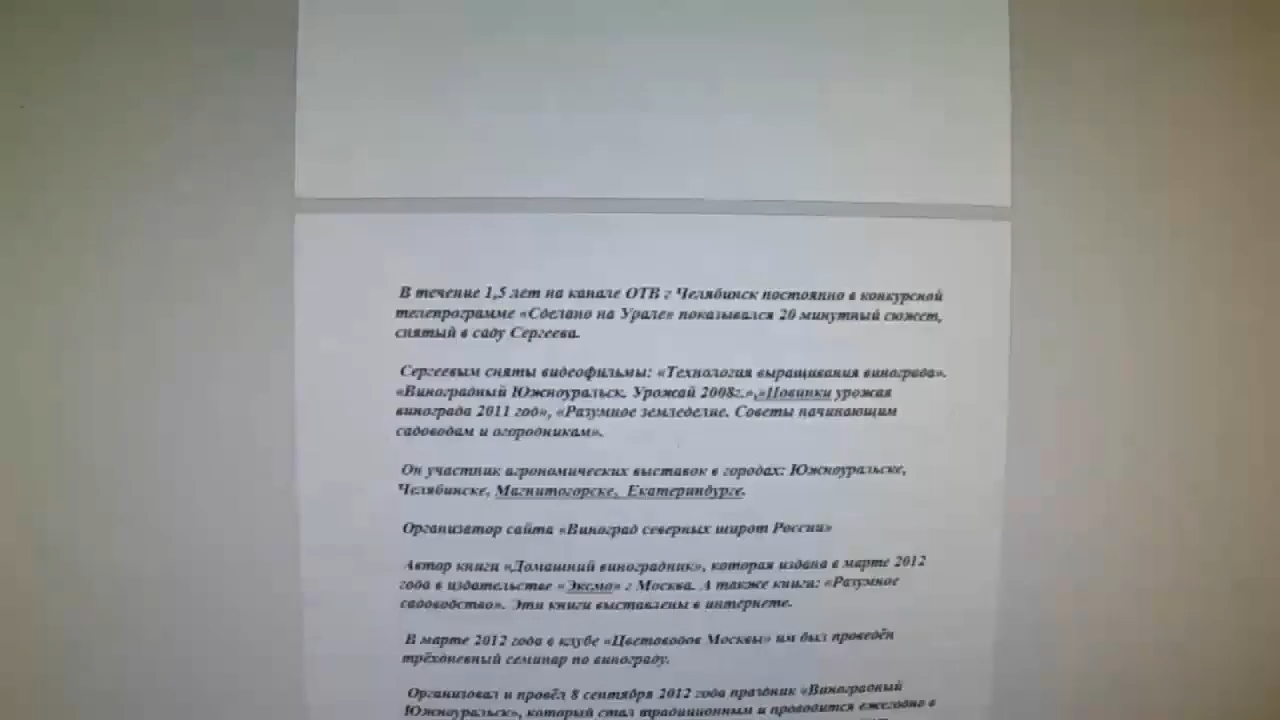 В течение 1,5 лет на канале ОТВ г Челябинск постоянно в конкурсной
телепрограмме «Сделано на Урале» показывался 20 минутный сюжет,
снятый в саду Сергеева.
Сергеевым сняты видеофильмы: «Технология выращивания винограда».
«Виноградный Южноуральск. Урожай 2008г.»,»Новинки урожая
винограда 2011 год», «Разумное земледелие. Советы начинающим
садоводам и огородникам».
Он участник агрономических выставок в городах: Южноуральске,
Челябинске, Магнитогорске, Екатериндурге.
Организатор сайта «Виноград северных широт России»
Автор книги «Домашний виноградник», которая издана в марте 2012
года в издательстве «Эксмо» г Москва. А также книги: «Разумное
садоводство». Эти книги выставлены в интернете.
В марте 2012 года в клубе «Цветоводов Москвы» им был проведён
трёхдневный семинар по винограду.
Организовал и провёл 8 сентября 2012 года праздник «Виноградный
Южноуральск», который стал традиционным и проводится ежегодно в